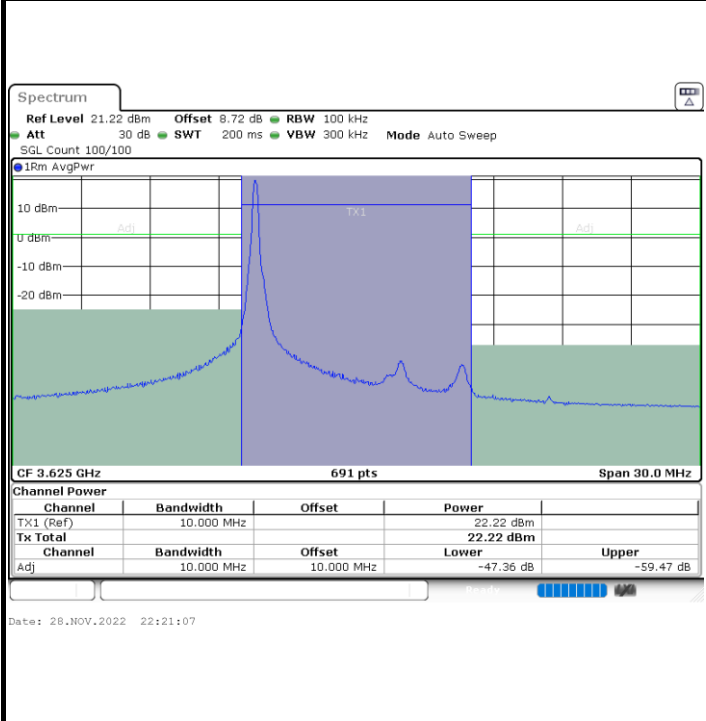 Spectrum
Ref Level 21.22 dBm Offset 8.72 dB RBW 100 kHz
Att 30 dB SWT 200 ms VBW 300 kHz Mode Auto Sweep
SGL Count 100/100
1Rm AvgPwr
10 dBm
TX1
Adj Adj
0 dBm
-10 dBm
-20 dBm
CF 3.625 GHz 691 pts Span 30.0 MHz
Channel Power
Channel Bandwidth Offset Power
TX1 (Ref) 10.000 MHz 22.22 dBm
Tx Total 22.22 dBm
Channel Bandwidth Offset Lower Upper
Adj 10.000 MHz 10.000 MHz -47.36 dB -59.47 dB
Ready
Date: 28.NOV.2022 22:21:07